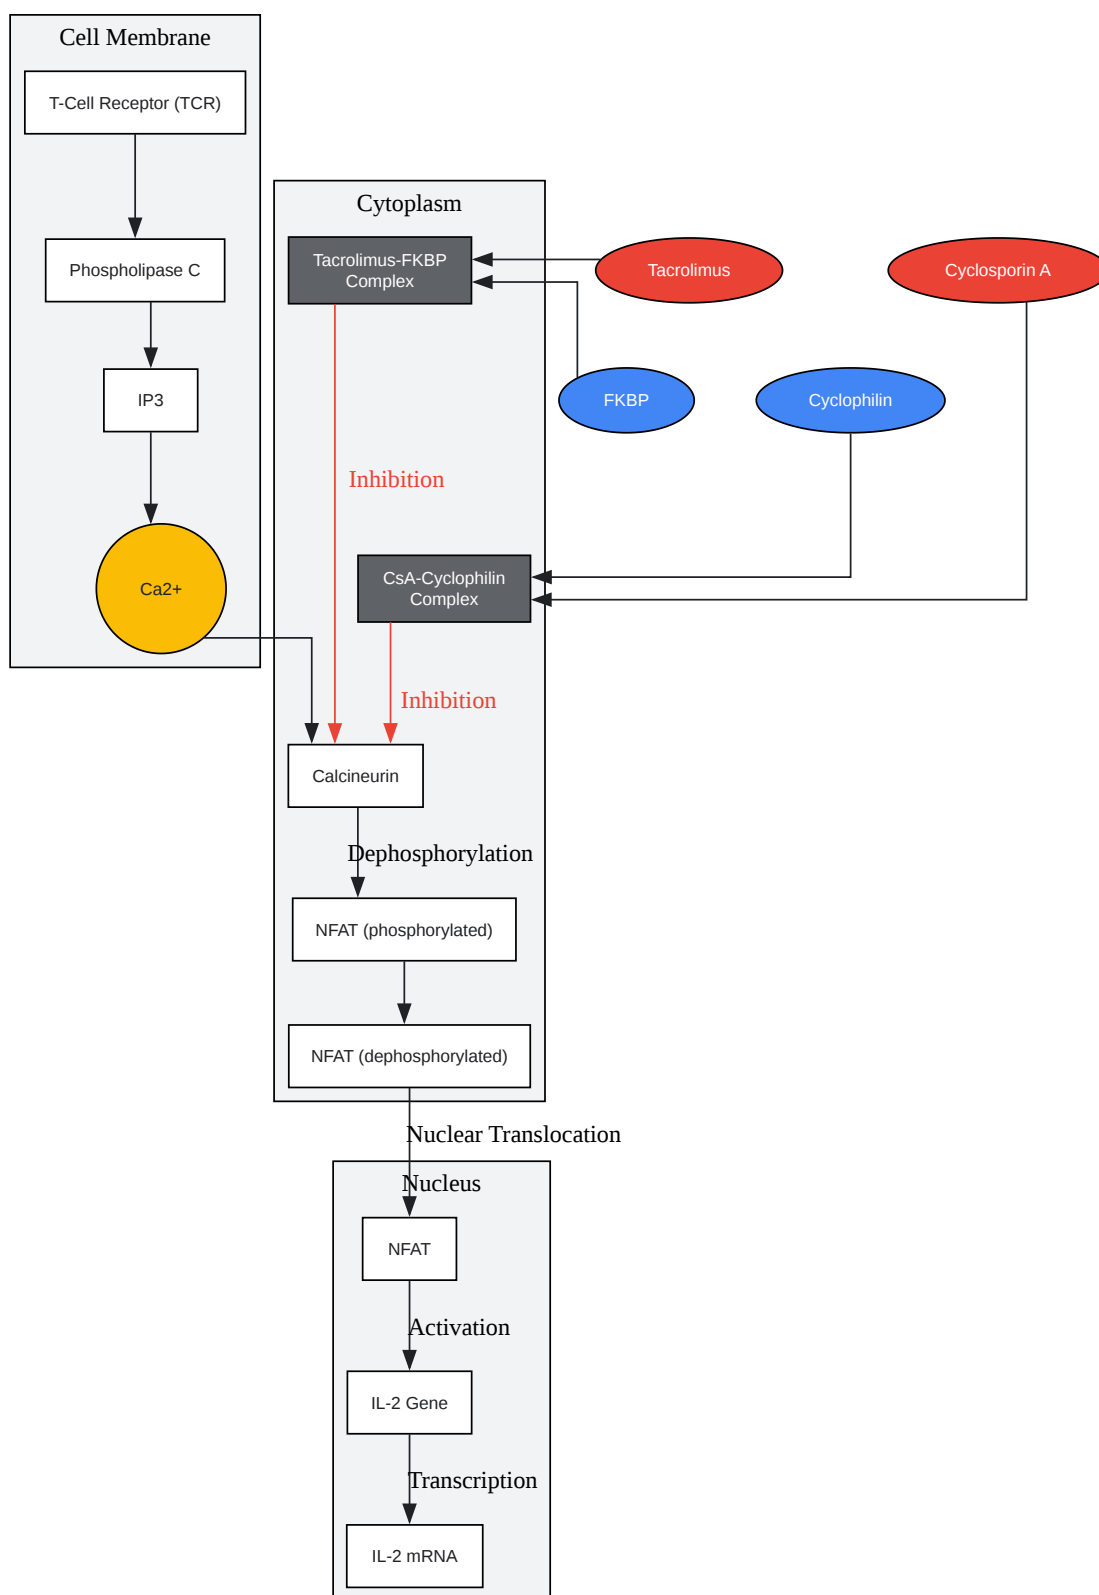 Cell Membrane
T-Cell Receptor (TCR)
Phospholipase C
IP3
Ca2+
Cytoplasm
Tacrolimus-FKBP
Complex
Tacrolimus
Cyclosporin A
FKBP
Cyclophilin
Inhibition
CsA-Cyclophilin
Complex
Inhibition
Calcineurin
Dephosphorylation
NFAT (phosphorylated)
NFAT (dephosphorylated)
Nuclear Translocation
Nucleus
NFAT
Activation
IL-2 Gene
Transcription
IL-2 mRNA